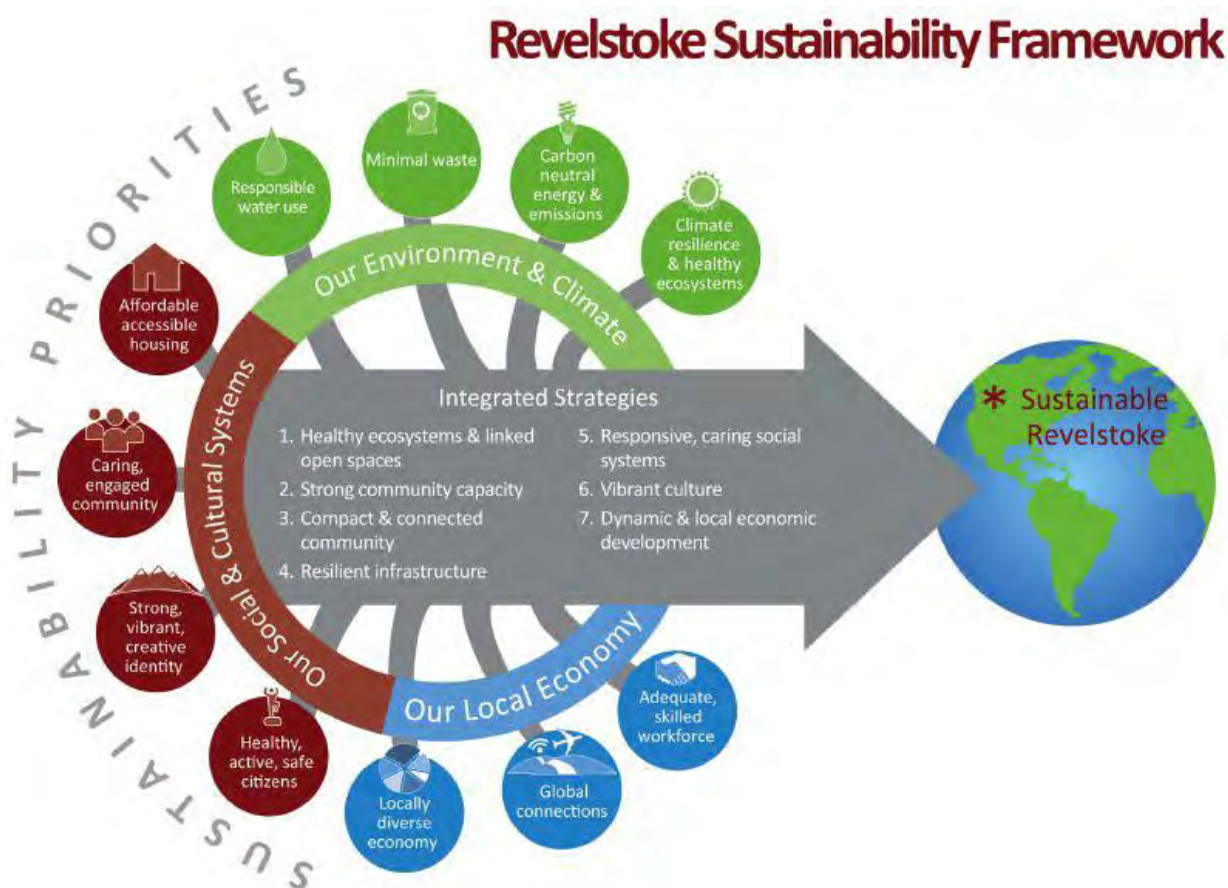 Revelstoke Sustainability Framework
SUSTAINABILITY PRIORITIES
Responsible
water use
Minimal waste
Carbon
neutral
energy &
emissions
Climate
resilience
& healthy
ecosystems
Affordable
accessible
housing
Caring,
engaged
community
Strong,
vibrant,
creative
identity
Healthy,
active, safe
citizens
Locally
diverse
economy
Global
connections
Adequate,
skilled
workforce
Our Environment & Climate
Our Social & Cultural Systems
Our Local Economy
Integrated Strategies
1. Healthy ecosystems & linked
open spaces
2. Strong community capacity
3. Compact & connected
community
4. Resilient infrastructure
5. Responsive, caring social
systems
6. Vibrant culture
7. Dynamic & local economic
development
* Sustainable
Revelstoke